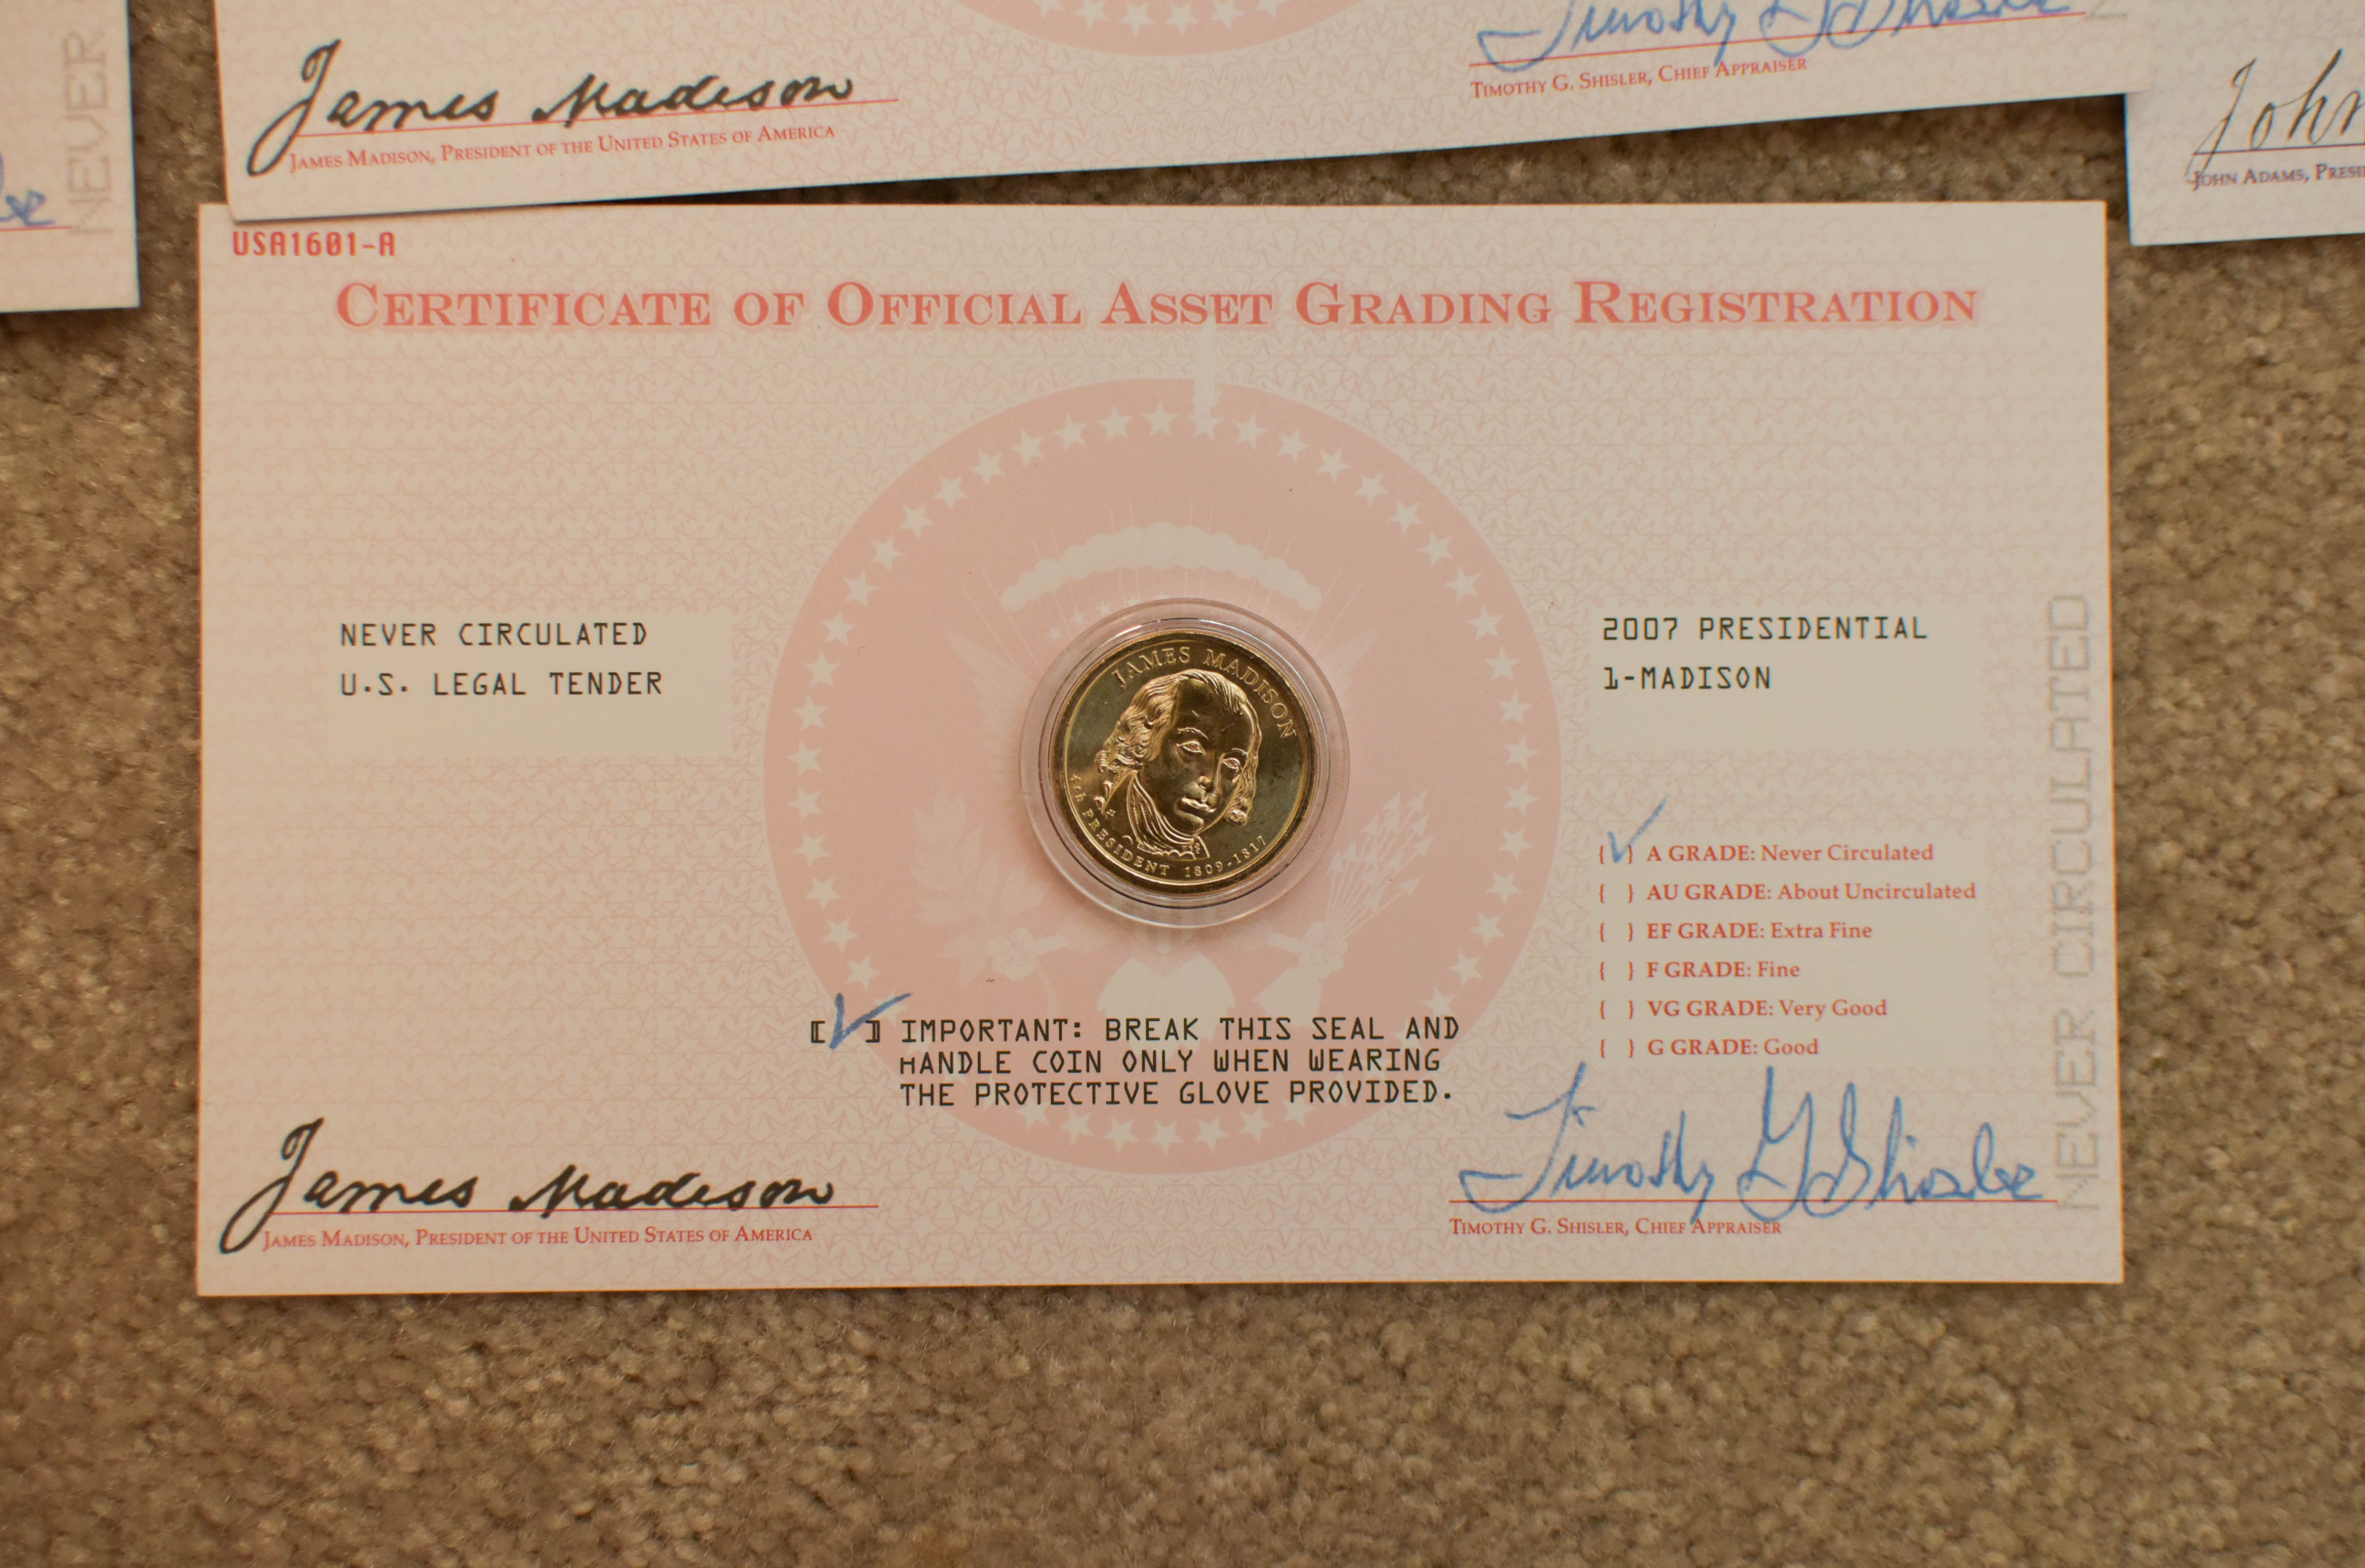 NEVER
James Madison
JAMES MADISON, PRESIDENT OF THE UNITED STATES OF AMERICA
Timothy G Shisler
TIMOTHY G. SHISLER, CHIEF APPRAISER
John
JOHN ADAMS,
USA1601-A
CERTIFICATE OF OFFICIAL ASSET GRADING REGISTRATION
NEVER CIRCULATED
U.S. LEGAL TENDER
JAMES MADISON
4th PRESIDENT 1809-1817
2007 PRESIDENTIAL
1-MADISON
{ ✓ } A GRADE: Never Circulated
{ } AU GRADE: About Uncirculated
{ } EF GRADE: Extra Fine
{ } F GRADE: Fine
{ } VG GRADE: Very Good
{ } G GRADE: Good
NEVER CIRCULATED
[ ✓ ] IMPORTANT: BREAK THIS SEAL AND
HANDLE COIN ONLY WHEN WEARING
THE PROTECTIVE GLOVE PROVIDED.
James Madison
JAMES MADISON, PRESIDENT OF THE UNITED STATES OF AMERICA
Timothy G Shisler
TIMOTHY G. SHISLER, CHIEF APPRAISER